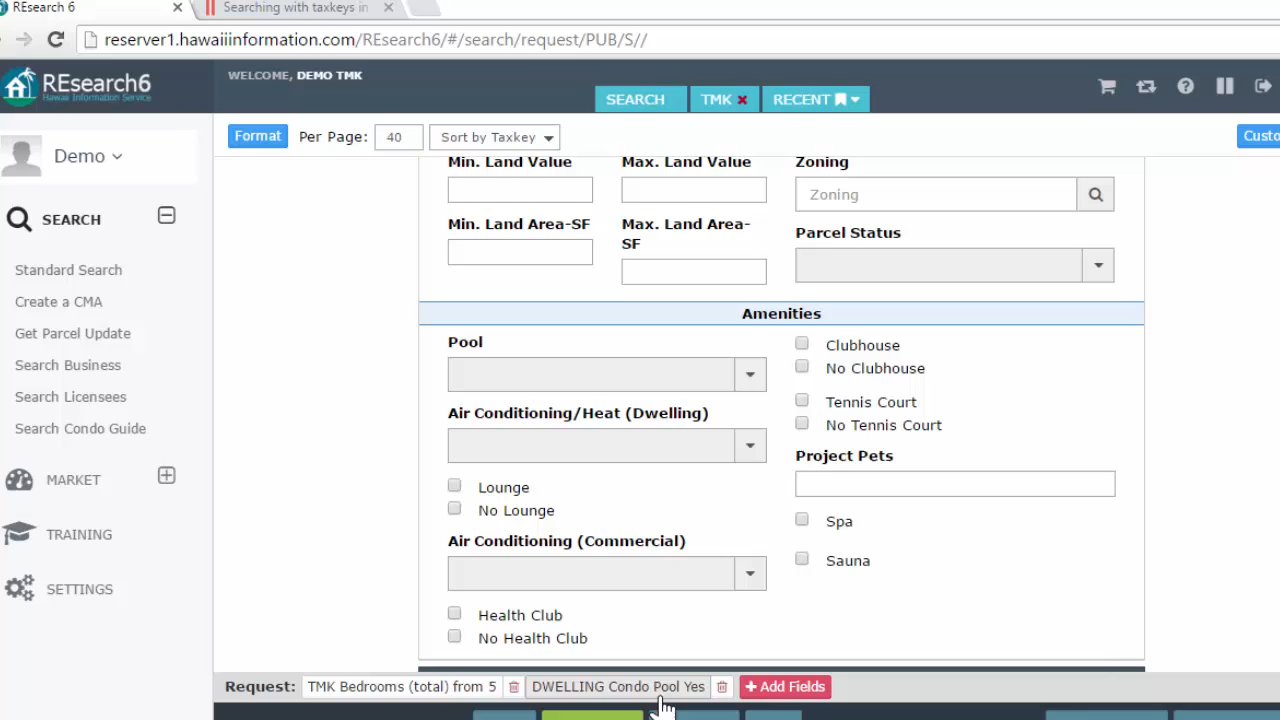 REsearch 6
Searching with taxkeys in
reserver1.hawaiiinformation.com/REsearch6/#/search/request/PUB/S//
REsearch6
Hawaii Information Service
WELCOME, DEMO TMK
SEARCH
TMK
RECENT
Format
Per Page:
40
Sort by Taxkey
Custo
Demo
SEARCH
Standard Search
Create a CMA
Get Parcel Update
Search Business
Search Licensees
Search Condo Guide
MARKET
TRAINING
SETTINGS
Min. Land Value
Max. Land Value
Zoning
Zoning
Min. Land Area-SF
Max. Land Area-
SF
Parcel Status
Amenities
Pool
Clubhouse
No Clubhouse
Tennis Court
No Tennis Court
Air Conditioning/Heat (Dwelling)
Project Pets
Lounge
No Lounge
Spa
Air Conditioning (Commercial)
Sauna
Health Club
No Health Club
Request:
TMK Bedrooms (total) from 5
DWELLING Condo Pool Yes
Add Fields